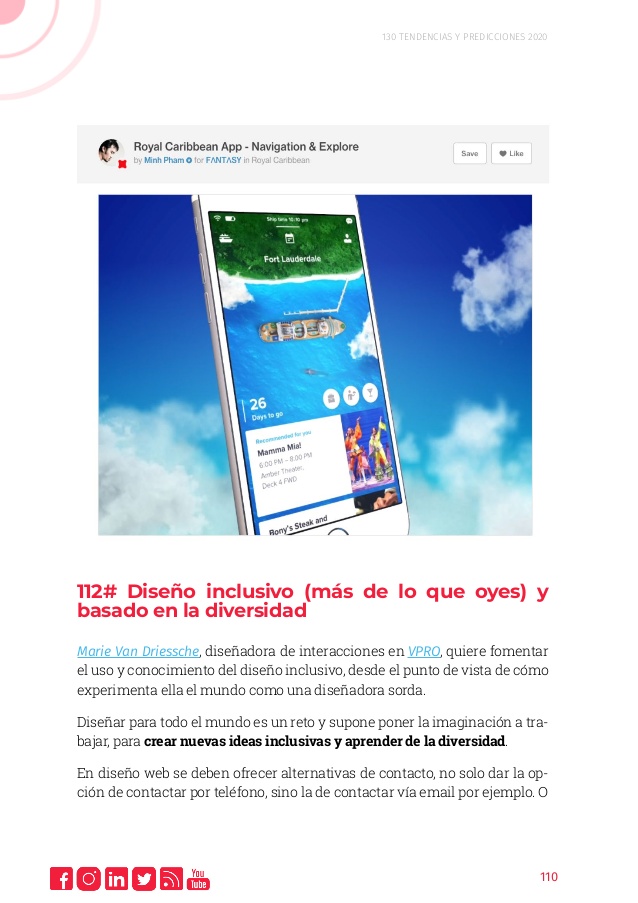 130 TENDENCIAS Y PREDICCIONES 2020
Royal Caribbean App - Navigation & Explore
by Minh Pham for FΛNTΛSY in Royal Caribbean
Save
Like
Ship time 10:10 pm
Fort Lauderdale
26
Days to go
Recommended for you
Mamma Mia!
6:00 PM – 8:00 PM
Amber Theater,
Deck 4 FWD
Rony's Steak and
112# Diseño inclusivo (más de lo que oyes) y
basado en la diversidad
Marie Van Driessche, diseñadora de interacciones en VPRO, quiere fomentar
el uso y conocimiento del diseño inclusivo, desde el punto de vista de cómo
experimenta ella el mundo como una diseñadora sorda.
Diseñar para todo el mundo es un reto y supone poner la imaginación a tra-
bajar, para crear nuevas ideas inclusivas y aprender de la diversidad.
En diseño web se deben ofrecer alternativas de contacto, no solo dar la op-
ción de contactar por teléfono, sino la de contactar vía email por ejemplo. O
You
Tube
110